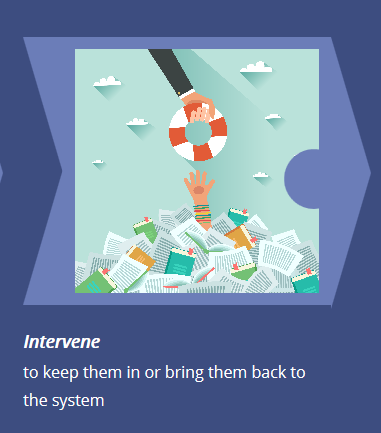 Intervene
to keep them in or bring them back to
the system